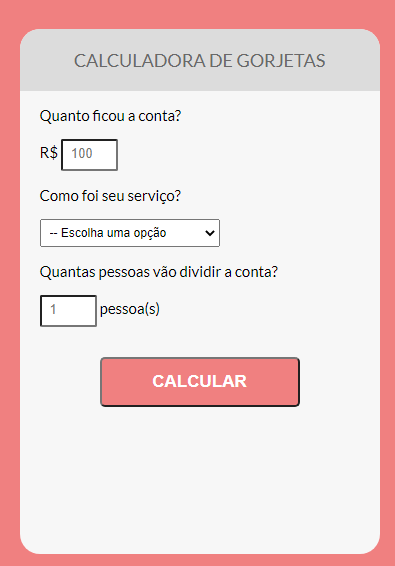 CALCULADORA DE GORJETAS
Quanto ficou a conta?
R$ 100
Como foi seu serviço?
-- Escolha uma opção
Quantas pessoas vão dividir a conta?
1 pessoa(s)
CALCULAR